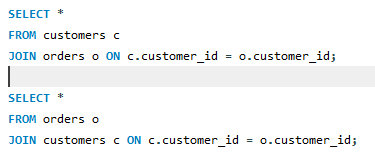 SELECT *
FROM customers c
JOIN orders o ON c.customer_id = o.customer_id;
SELECT *
FROM orders o
JOIN customers c ON c.customer_id = o.customer_id;